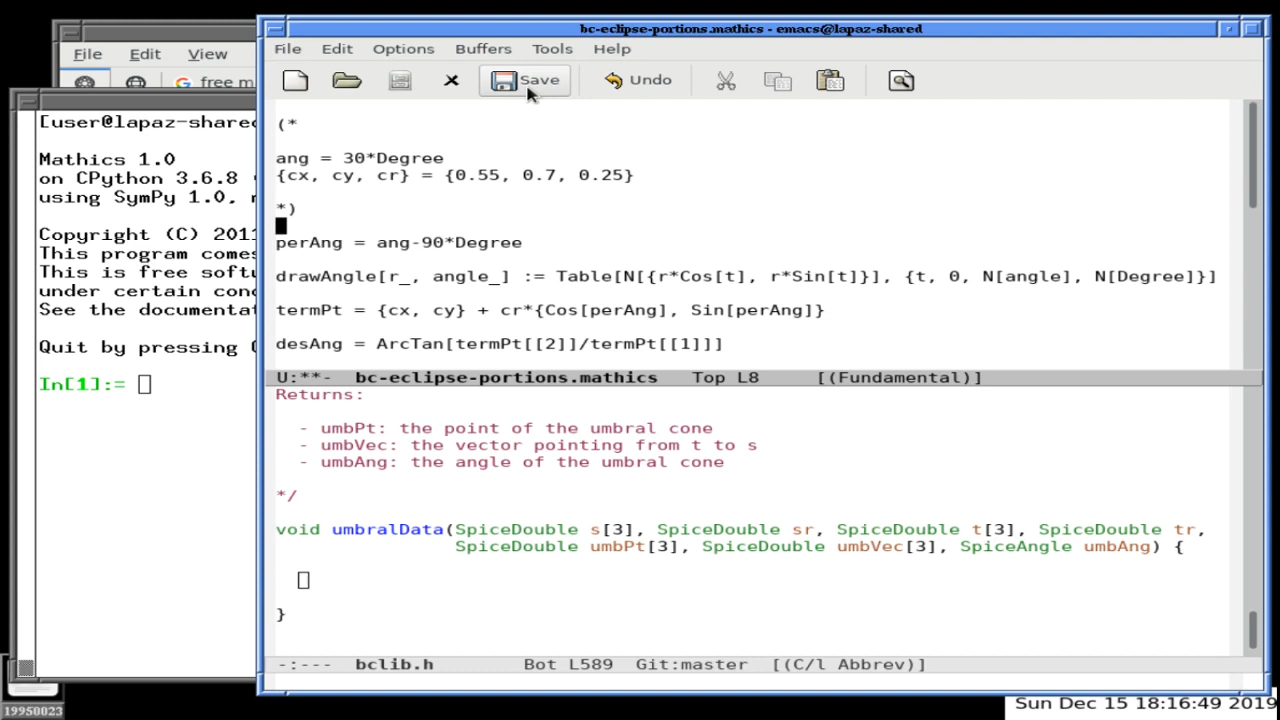 bc-eclipse-portions.mathics - emacs@lapaz-shared
File Edit View
free m
File Edit Options Buffers Tools Help
Save Undo
[user@lapaz-shared
Mathics 1.0
on CPython 3.6.8
using SymPy 1.0,
Copyright (C) 2011
This program comes
This is free softw
under certain cond
See the documentat
Quit by pressing
In[1]:=
(*
ang = 30*Degree
{cx, cy, cr} = {0.55, 0.7, 0.25}
*)
perAng = ang-90*Degree
drawAngle[r_, angle_] := Table[N[{r*Cos[t], r*Sin[t]}], {t, 0, N[angle], N[Degree]}]
termPt = {cx, cy} + cr*{Cos[perAng], Sin[perAng]}
desAng = ArcTan[termPt[[2]]/termPt[[1]]]
U:**- bc-eclipse-portions.mathics Top L8 [(Fundamental)]
Returns:
- umbPt: the point of the umbral cone
- umbVec: the vector pointing from t to s
- umbAng: the angle of the umbral cone
*/
void umbralData(SpiceDouble s[3], SpiceDouble sr, SpiceDouble t[3], SpiceDouble tr,
SpiceDouble umbPt[3], SpiceDouble umbVec[3], SpiceAngle umbAng) {
}
-:--- bclib.h Bot L589 Git:master [(C/l Abbrev)]
19950023
Sun Dec 15 18:16:49 2019